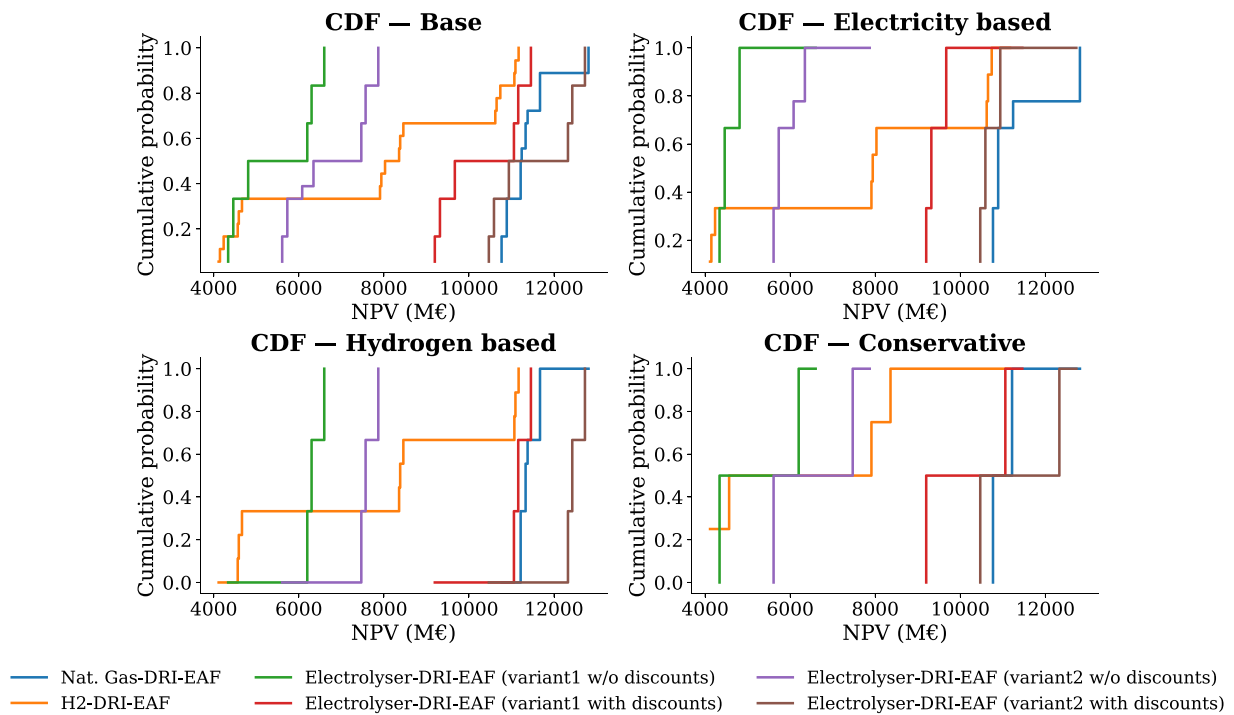 CDF — Base
CDF — Electricity based
Cumulative probability
1.0
0.8
0.6
0.4
0.2
4000 6000 8000 10000 12000
NPV (M€)
Cumulative probability
1.0
0.8
0.6
0.4
0.2
4000 6000 8000 10000 12000
NPV (M€)
CDF — Hydrogen based
CDF — Conservative
Cumulative probability
1.0
0.8
0.6
0.4
0.2
0.0
4000 6000 8000 10000 12000
NPV (M€)
Cumulative probability
1.0
0.8
0.6
0.4
0.2
0.0
4000 6000 8000 10000 12000
NPV (M€)
Nat. Gas-DRI-EAF
H2-DRI-EAF
Electrolyser-DRI-EAF (variant1 w/o discounts)
Electrolyser-DRI-EAF (variant1 with discounts)
Electrolyser-DRI-EAF (variant2 w/o discounts)
Electrolyser-DRI-EAF (variant2 with discounts)